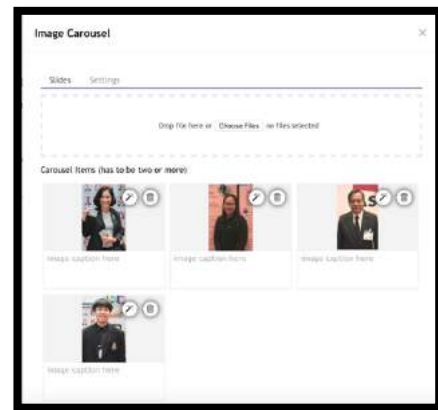 Image Carousel
Slides Settings
Drop file here or Choose Files no files selected
Carousel Items (has to be two or more)
Image caption here
Image caption here
Image caption here
Image caption here